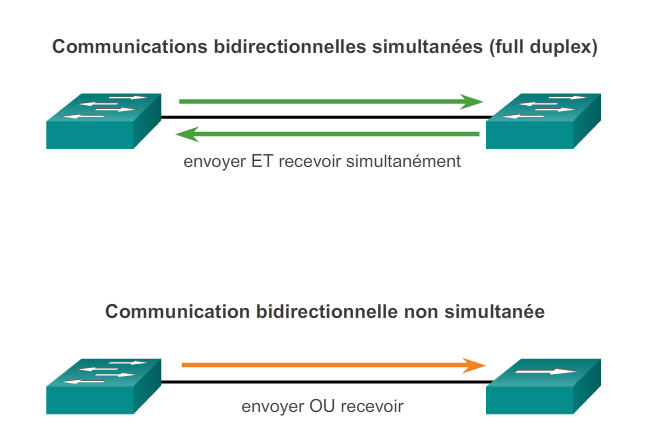 Communications bidirectionnelles simultanées (full duplex)
envoyer ET recevoir simultanément
Communication bidirectionnelle non simultanée
envoyer OU recevoir